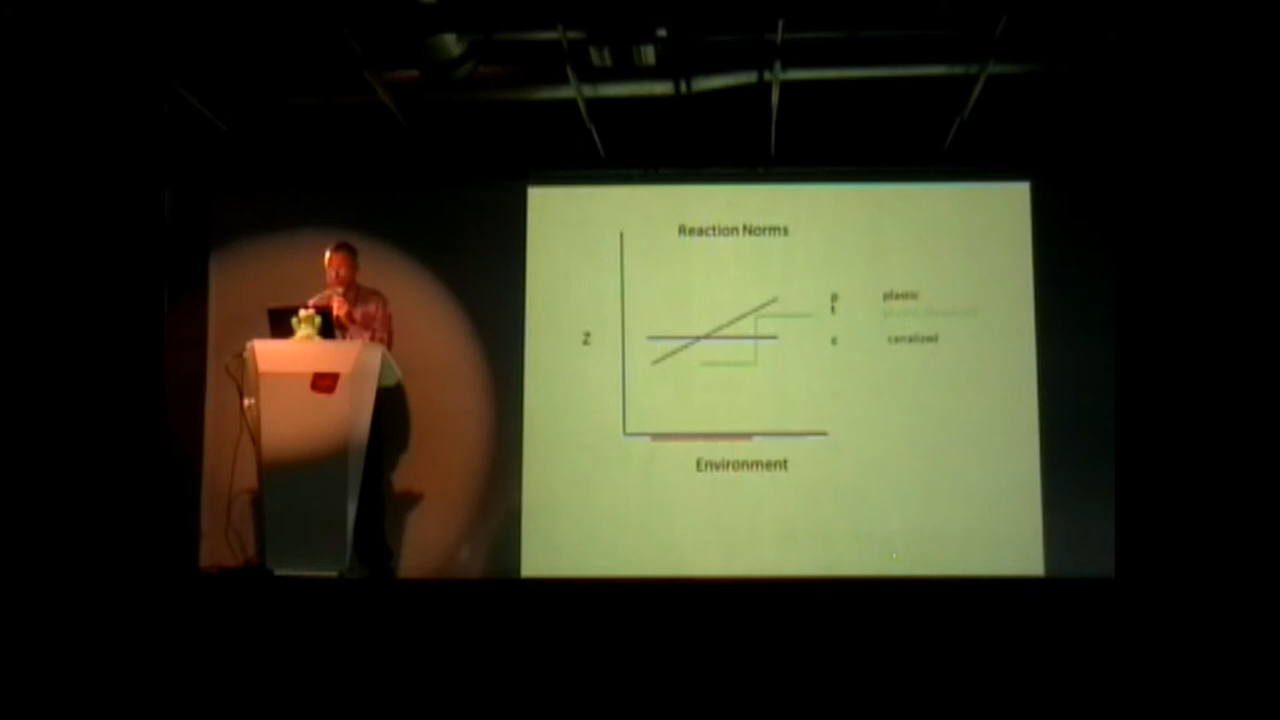 Reaction Norms
p plastic
t
Z c canalized
Environment